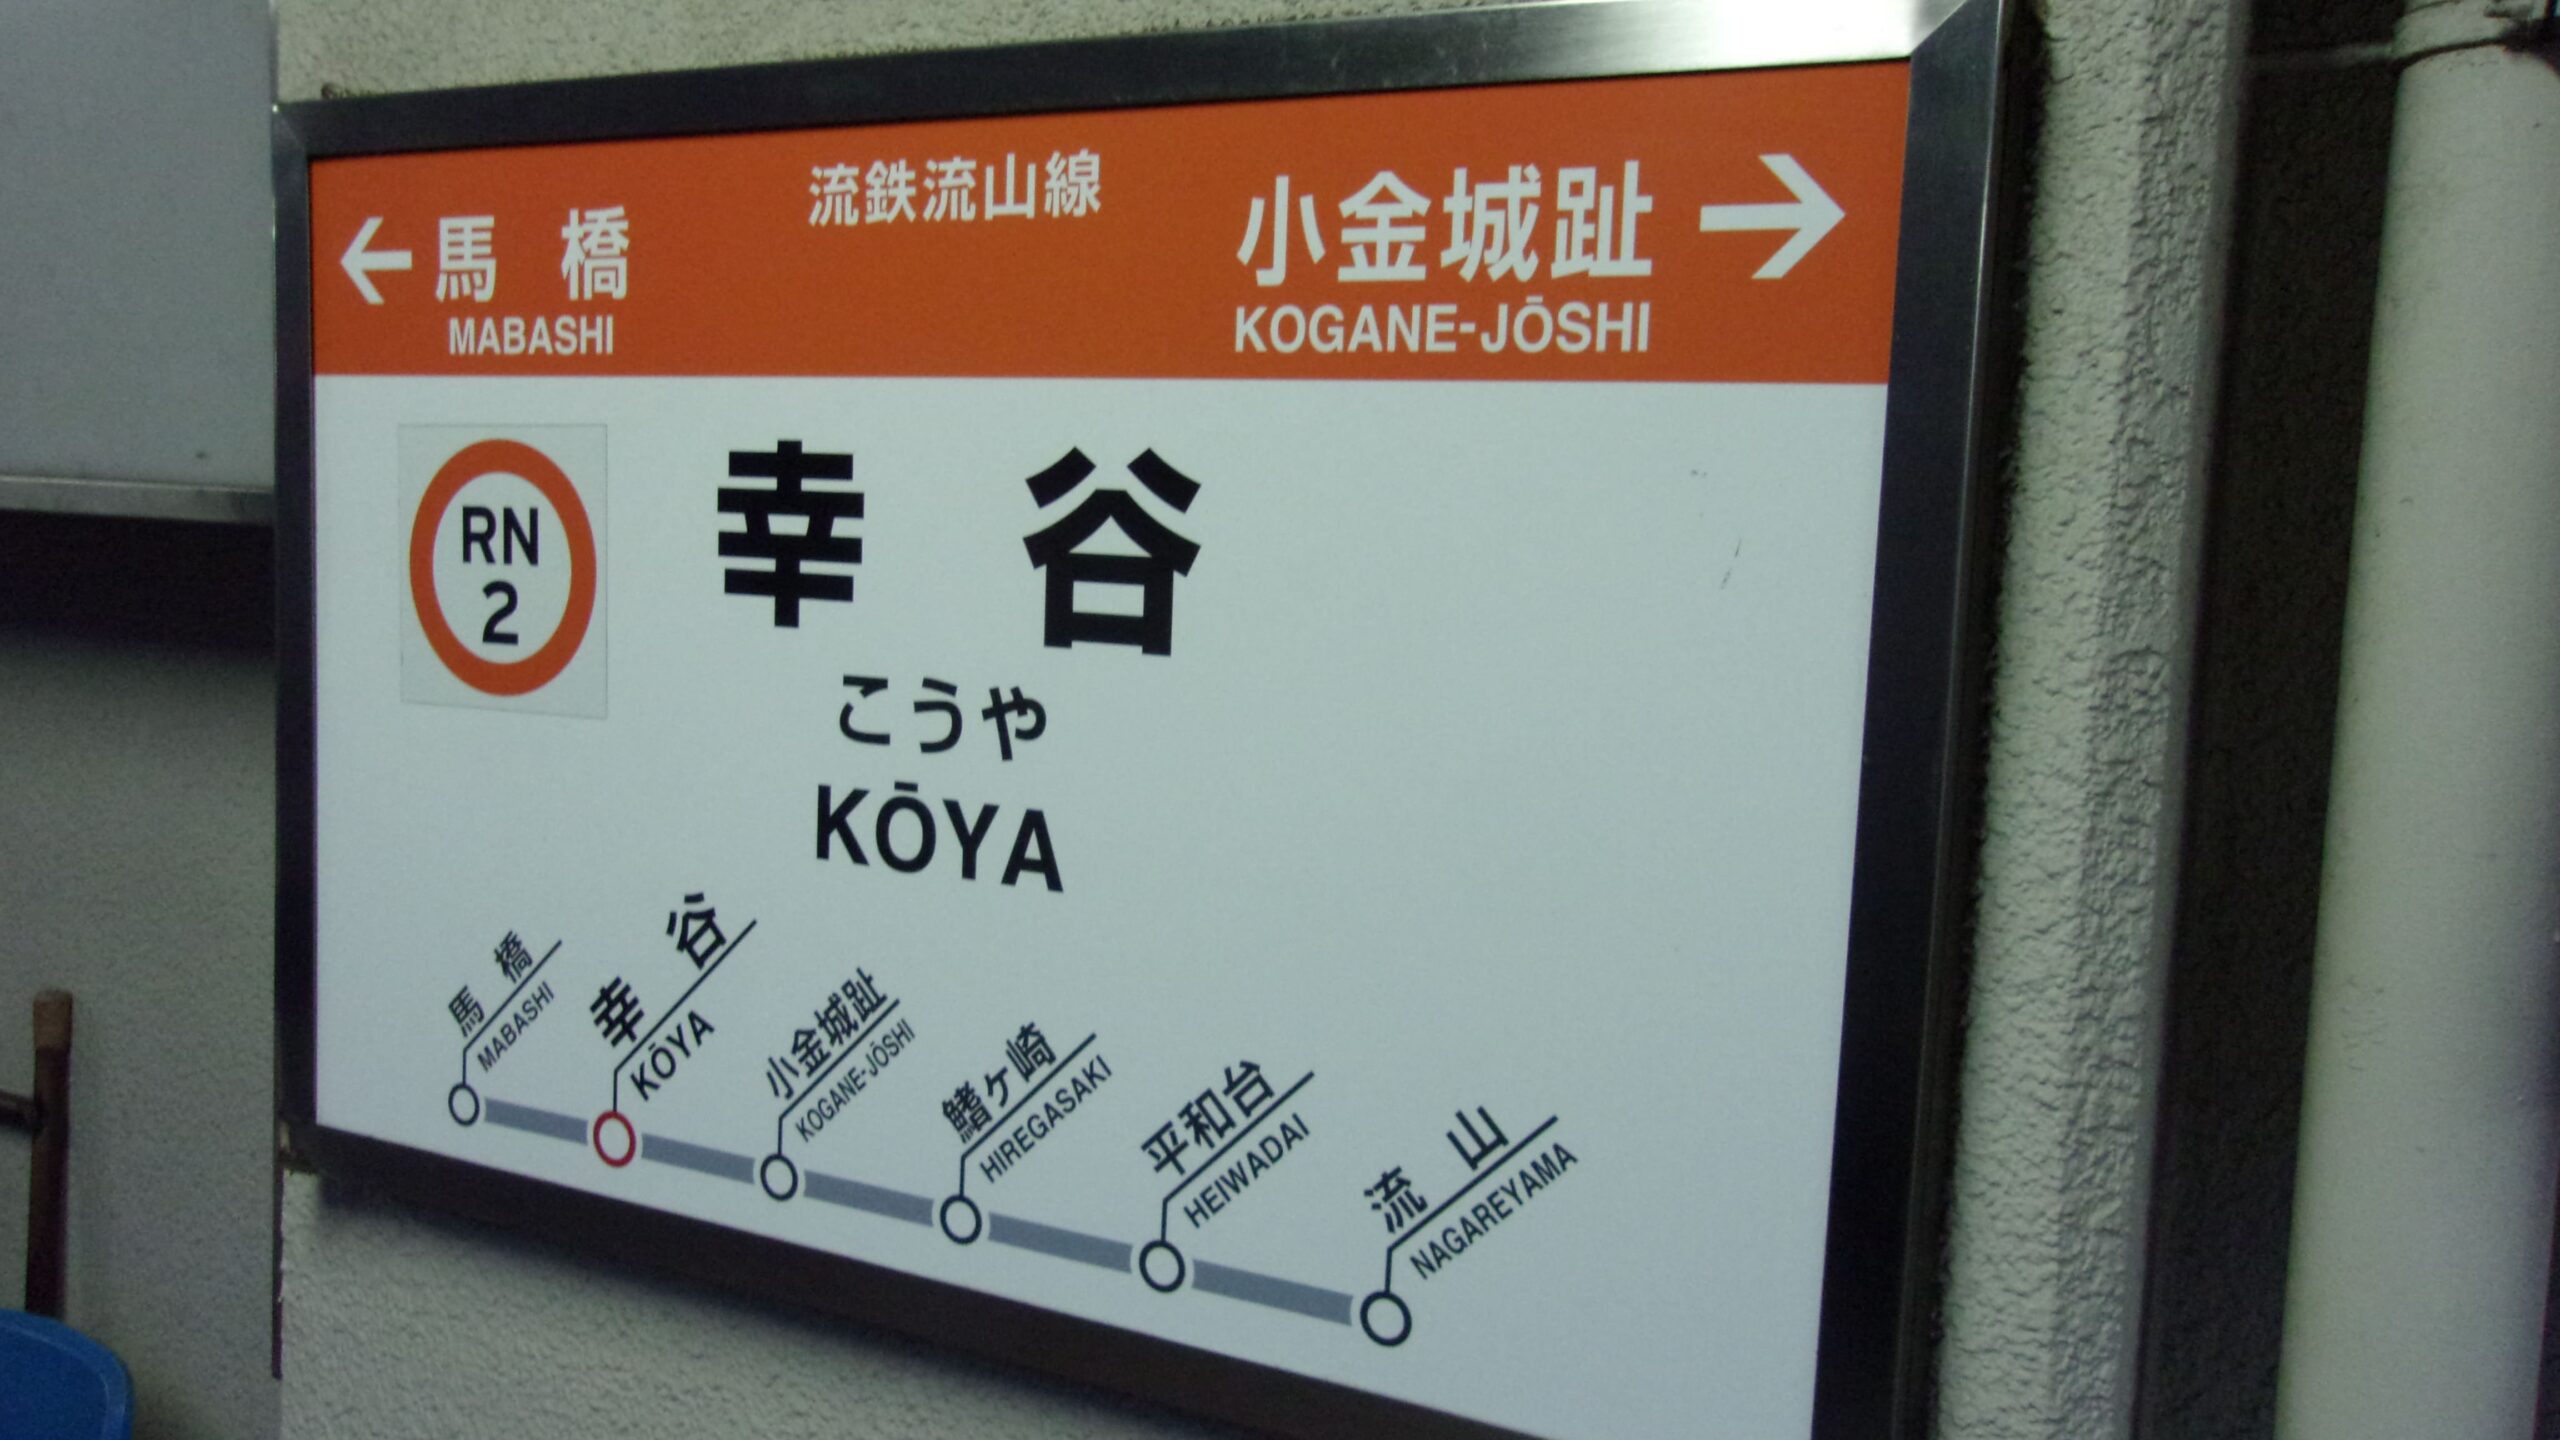 流鉄流山線
← 馬橋
MABASHI
小金城趾 →
KOGANE-JŌSHI
RN
2
幸谷
こうや
KŌYA
馬橋
MABASHI
幸谷
KŌYA
小金城趾
KOGANE-JŌSHI
鰭ヶ崎
HIREGASAKI
平和台
HEIWADAI
流山
NAGAREYAMA